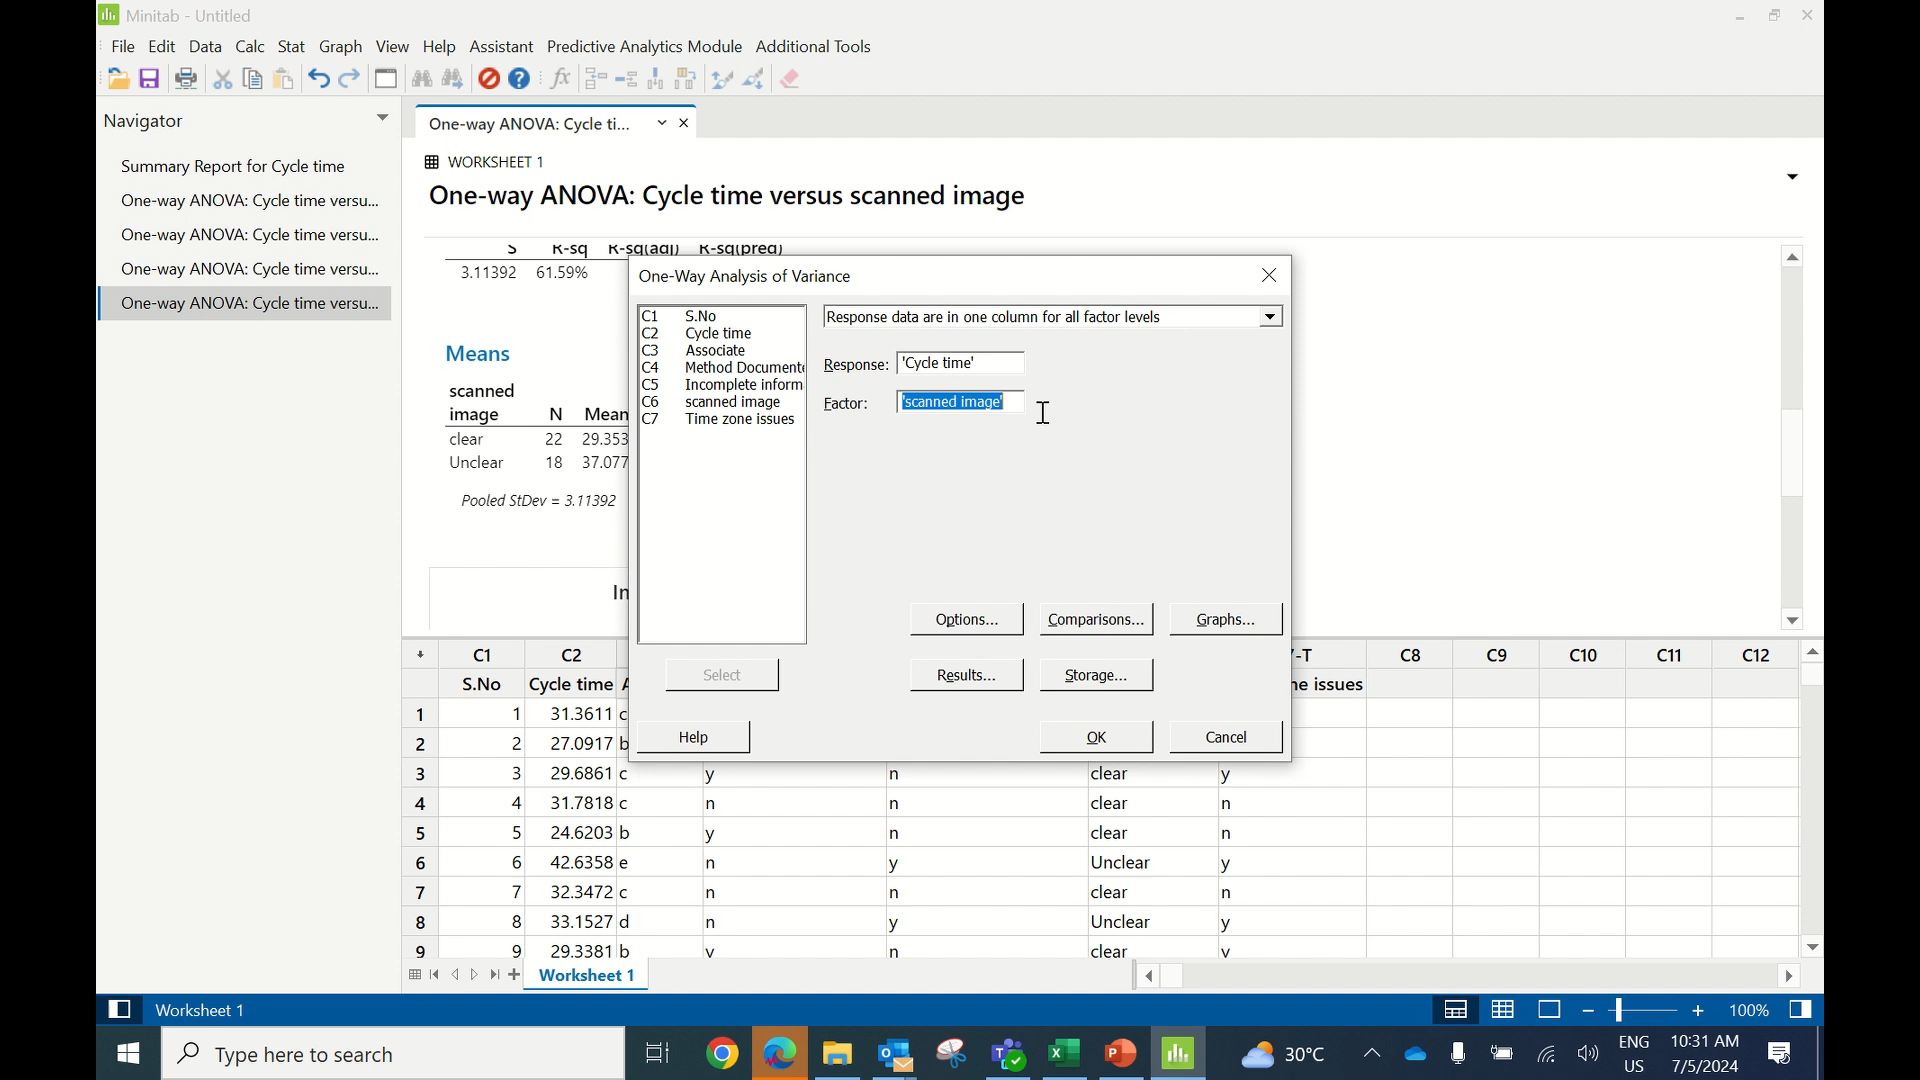 Minitab - Untitled
File Edit Data Calc Stat Graph View Help Assistant Predictive Analytics Module Additional Tools
Navigator
Summary Report for Cycle time
One-way ANOVA: Cycle time versu...
One-way ANOVA: Cycle time versu...
One-way ANOVA: Cycle time versu...
One-way ANOVA: Cycle time versu...
One-way ANOVA: Cycle ti...
WORKSHEET 1
One-way ANOVA: Cycle time versus scanned image
S R-sq R-sq(adj) R-sq(pred)
3.11392 61.59%
Means
scanned
image N Mean
clear 22 29.353
Unclear 18 37.077
Pooled StDev = 3.11392
In
One-Way Analysis of Variance
C1 S.No
C2 Cycle time
C3 Associate
C4 Method Documente
C5 Incomplete inform
C6 scanned image
C7 Time zone issues
Response data are in one column for all factor levels
Response: 'Cycle time'
Factor: 'scanned image'
Options... Comparisons... Graphs...
Select Results... Storage...
Help OK Cancel
C1 C2 -T C8 C9 C10 C11 C12
S.No Cycle time ne issues
1 1 31.3611 c
2 2 27.0917 b
3 3 29.6861 c y n clear y
4 4 31.7818 c n n clear n
5 5 24.6203 b y n clear n
6 6 42.6358 e n y Unclear y
7 7 32.3472 c n n clear n
8 8 33.1527 d n y Unclear y
9 9 29.3381 b y n clear y
Worksheet 1
Worksheet 1
100%
Type here to search
30°C
ENG
US
10:31 AM
7/5/2024